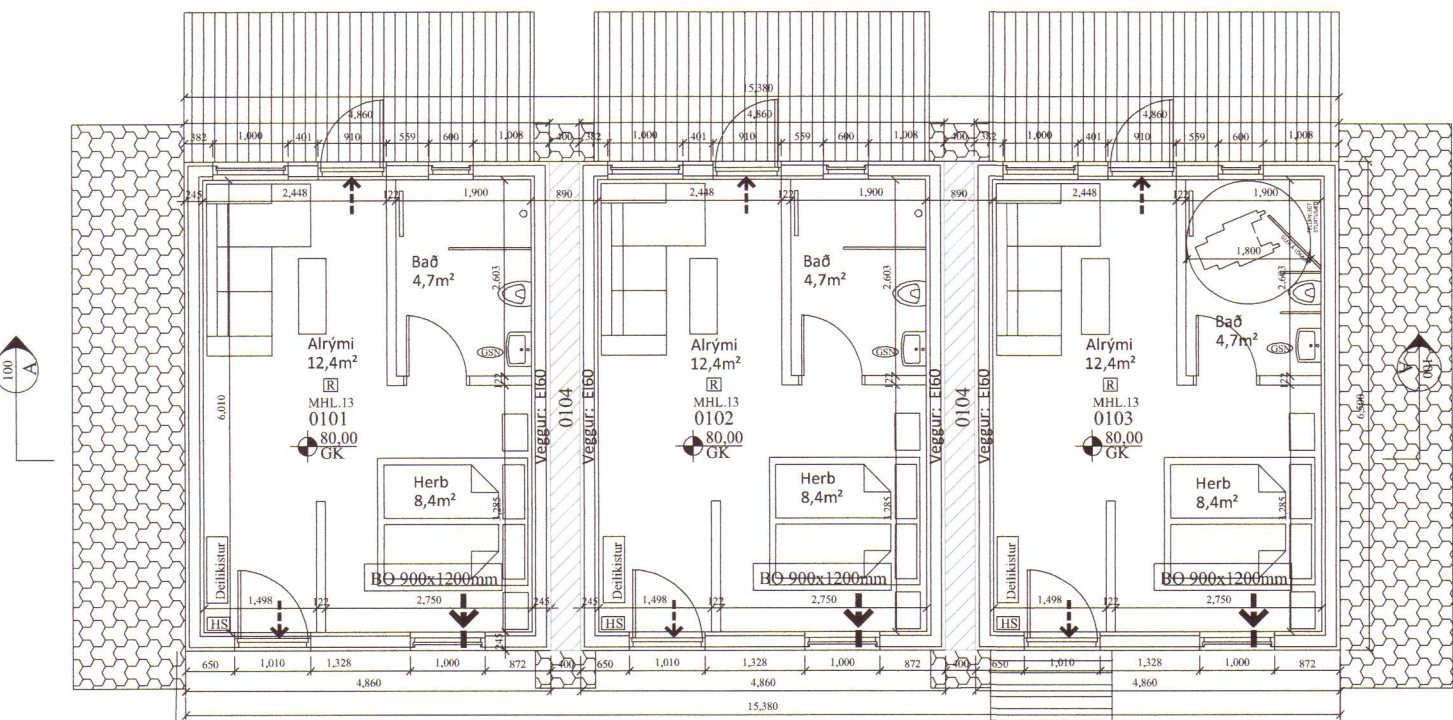 15,380
4,860 4,860 4,860
382 1,000 401 910 559 600 1,008 400 382 1,000 401 910 559 600 1,008 400 382 1,000 401 910 559 600 1,008
245 2,448 122 1,900 890 2,448 122 1,900 890 2,448 122 1,900
1,800
Bað
4,7m²
2,603
Bað
4,7m²
2,603
Bað
4,7m²
2,603
GSN
GSN
GSN
122
122
122
Alrými
12,4m²
R
MHL.13
0101
80,00
GK
Alrými
12,4m²
R
MHL.13
0102
80,00
GK
Alrými
12,4m²
R
MHL.13
0103
80,00
GK
100
A
100
A
6,010
6,500
Veggur: EI60
0104
Veggur: EI60
Veggur: EI60
0104
Veggur: EI60
Herb
8,4m²
3,285
Herb
8,4m²
3,285
Herb
8,4m²
3,285
Deilikistur
Deilikistur
Deilikistur
BO 900x1200mm
BO 900x1200mm
BO 900x1200mm
1,498 122 2,750 245 245 1,498 122 2,750 1,498 122 2,750
HS
HS
HS
245
650 1,010 1,328 1,000 872 400 650 1,010 1,328 1,000 872 400 650 1,010 1,328 1,000 872
4,860 4,860 4,860
15,380